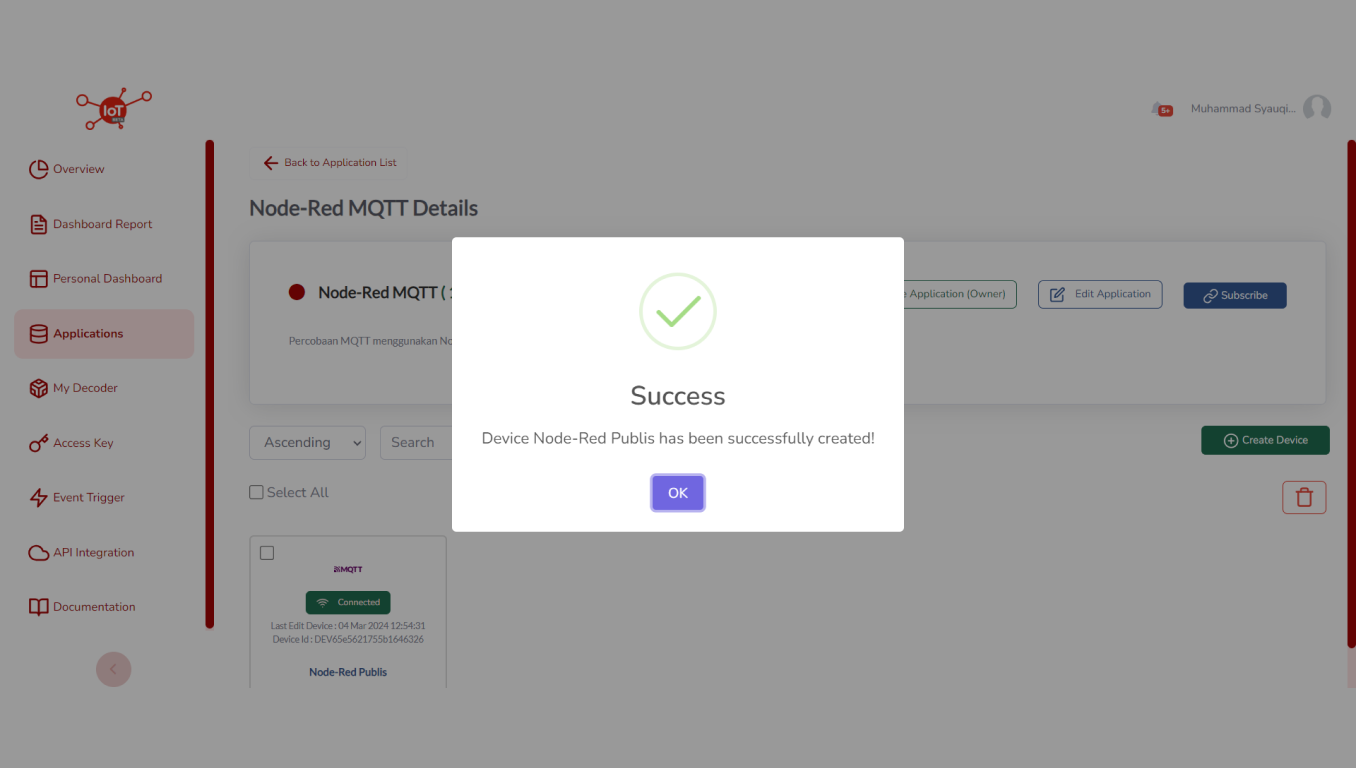 IoT
BETA
5+
Muhammad Syauqi...
Overview
Dashboard Report
Personal Dashboard
Applications
My Decoder
Access Key
Event Trigger
API Integration
Documentation
Back to Application List
Node-Red MQTT Details
Node-Red MQTT (
Application (Owner)
Edit Application
Subscribe
Percobaan MQTT menggunakan
Success
Device Node-Red Publis has been successfully created!
OK
Ascending
Search
Create Device
Select All
MQTT
Connected
Last Edit Device : 04 Mar 2024 12:54:31
Device Id : DEV65e5621755b1646326
Node-Red Publis